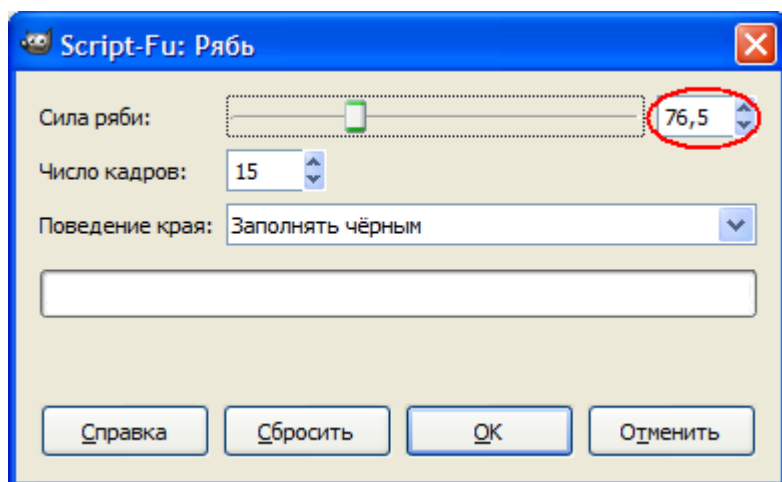 Script-Fu: Рябь
Сила ряби: 76,5
Число кадров: 15
Поведение края: Заполнять чёрным
Справка Сбросить OK Отменить